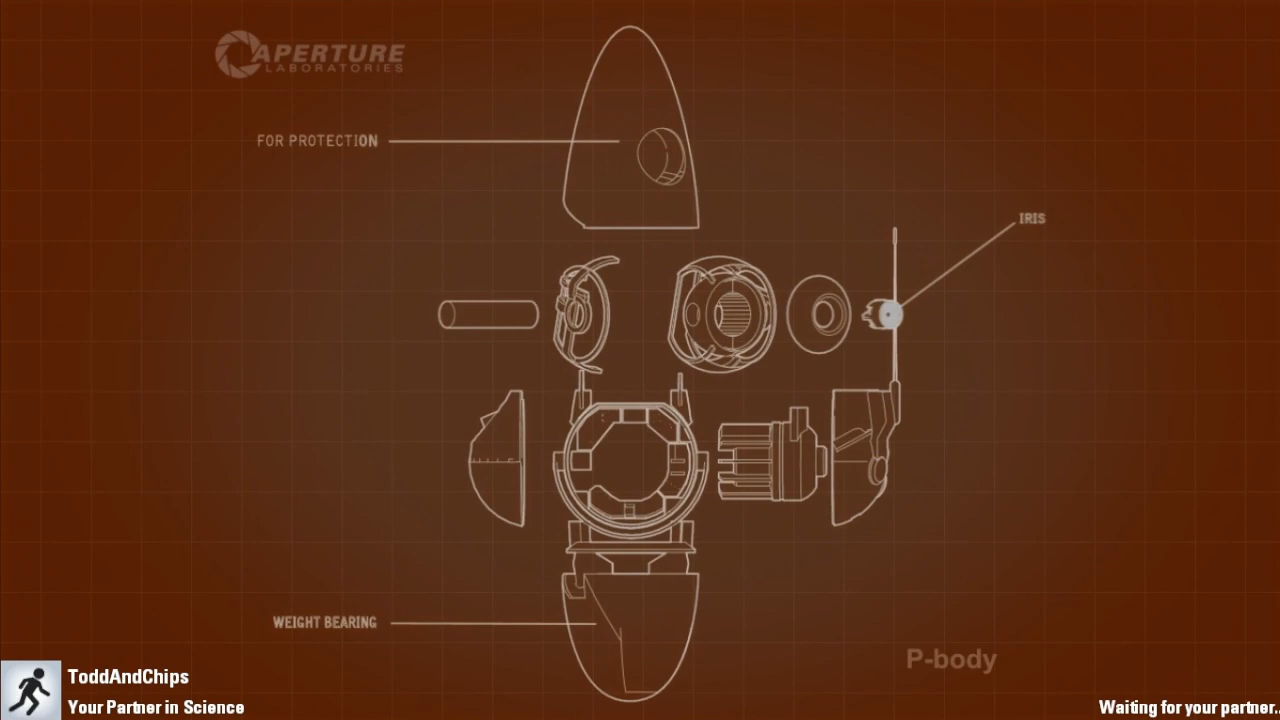 APERTURE
LABORATORIES
FOR PROTECTION
IRIS
WEIGHT BEARING
P-body
ToddAndChips
Your Partner in Science
Waiting for your partner..